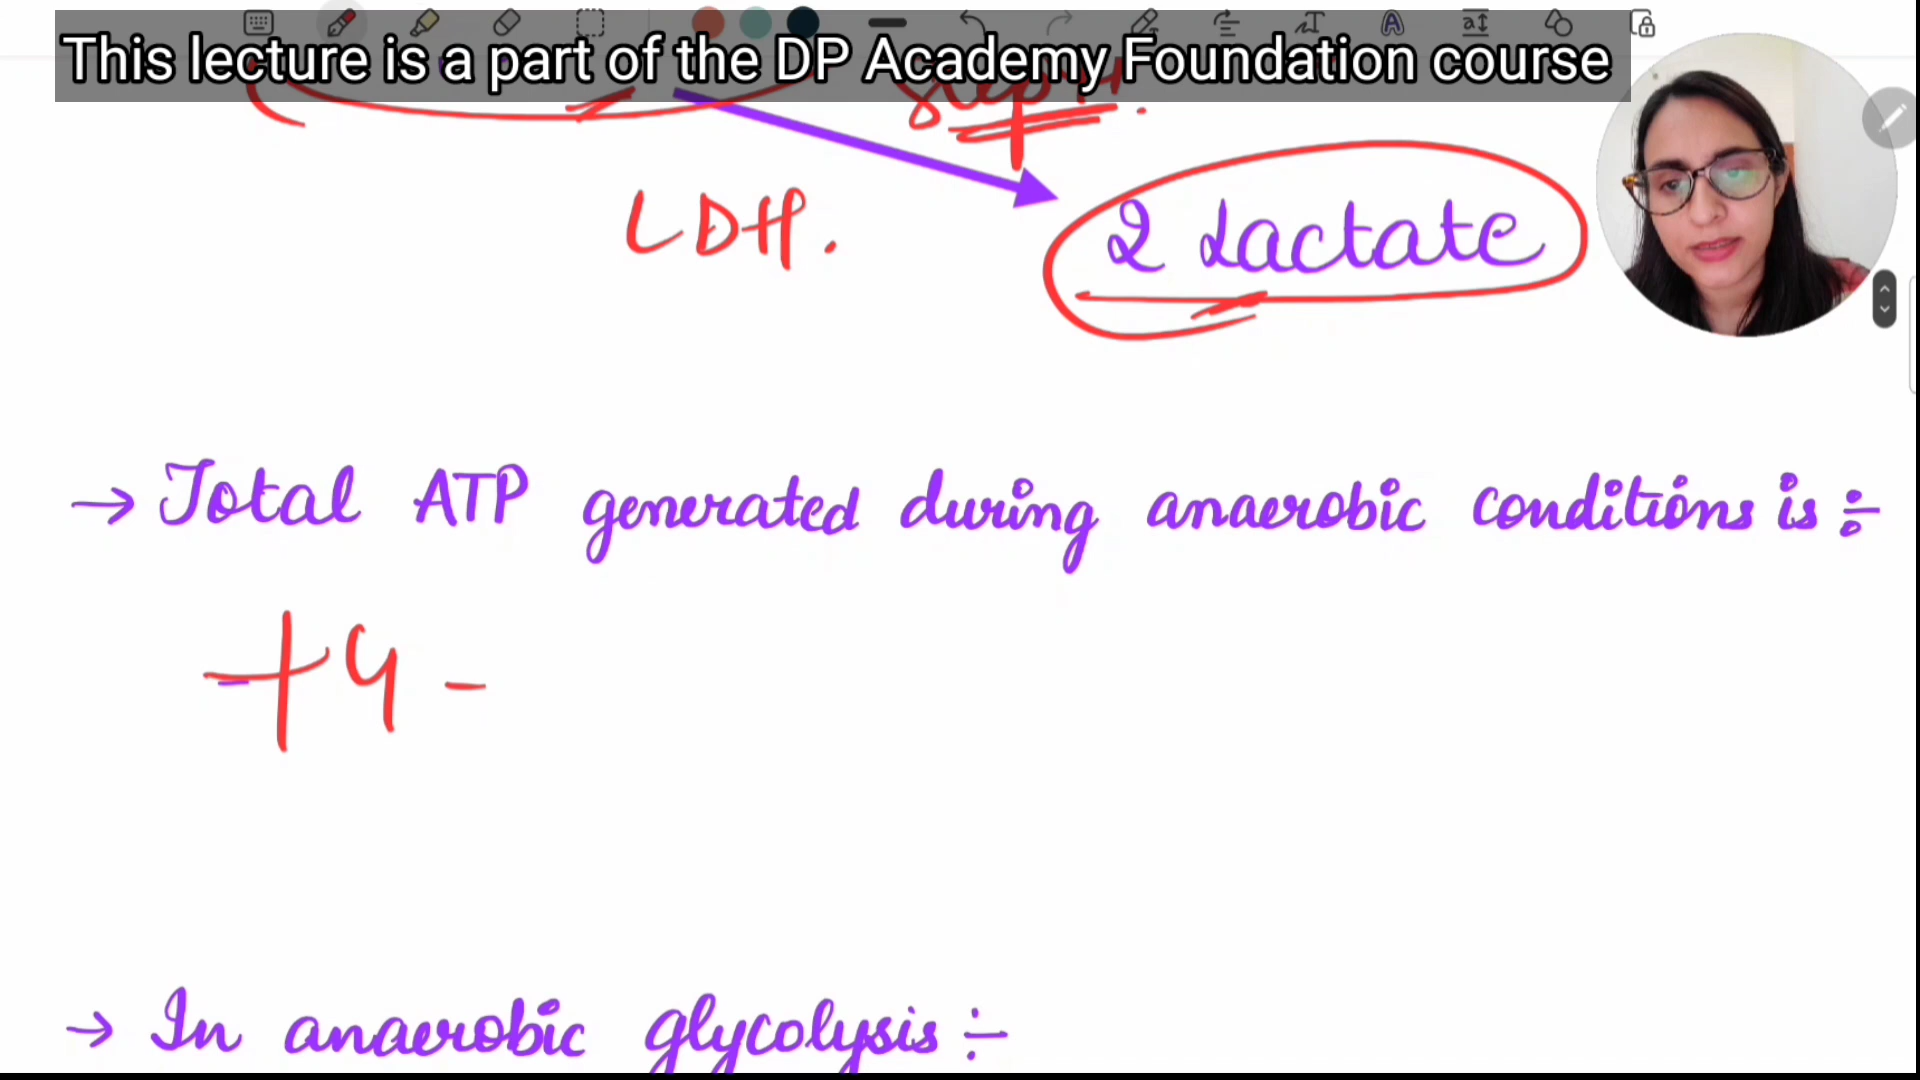 This lecture is a part of the DP Academy Foundation course
LDH.
2 Lactate
→ Total ATP generated during anaerobic conditions is ÷
+4 -
→ In anaerobic glycolysis ÷